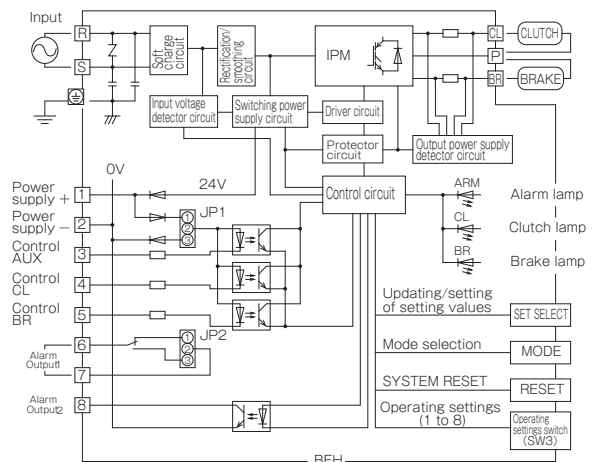 Input
R
S
Soft
charge
circuit
Rectification/
smoothing
circuit
IPM
CL
CLUTCH
P
BR
BRAKE
Input voltage
detector circuit
Switching power
supply circuit
Driver circuit
Protector
circuit
Output power supply
detector circuit
0V
24V
Control circuit
Power
supply +
1
Power
supply −
2
Control
AUX
3
Control
CL
4
Control
BR
5
JP1
1
2
3
ARM
Alarm lamp
CL
Clutch lamp
BR
Brake lamp
Alarm
Output1
6
7
JP2
1
2
3
Alarm
Output2
8
Updating/setting
of setting values
SET SELECT
Mode selection
MODE
SYSTEM RESET
RESET
Operating settings
(1 to 8)
Operating
settings switch
(SW3)
BEH